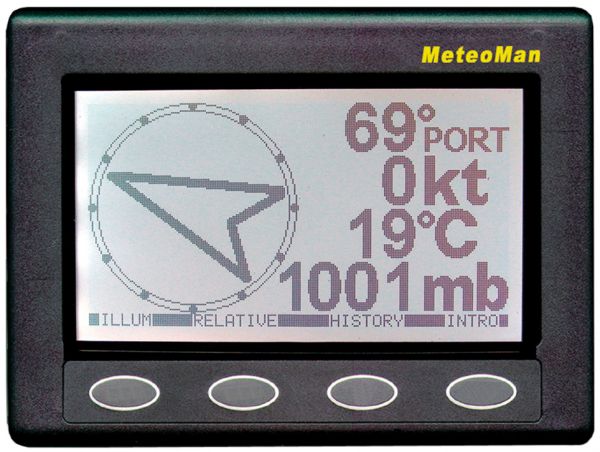 MeteoMan
69° PORT
0kt
19°C
1001mb
ILLUM RELATIVE HISTORY INTRO